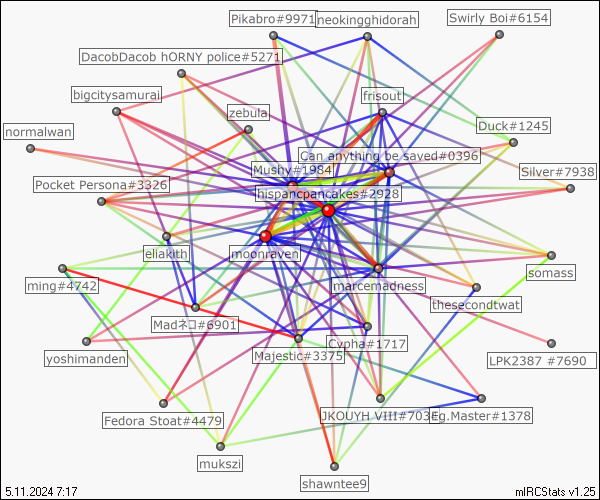 Pikabro#9971
neokingghidorah
Swirly Boi#6154
DacobDacob hORNY police#5271
bigcitysamurai
frisout
zebula
normalwan
Duck#1245
Can anything be saved#0396
Mushy#1984
Silver#7938
Pocket Persona#3326
hispancpancakes#2928
eliakith
moonraven
somass
ming#4742
marcemadness
thesecondtwat
Madネコ#6901
Cypha#1717
yoshimanden
Majestic#3375
LPK2387 #7690
Fedora Stoat#4479
JKOUYH VIII#703
Eg.Master#1378
mukszi
shawntee9
5.11.2024 7:17
mIRCStats v1.25